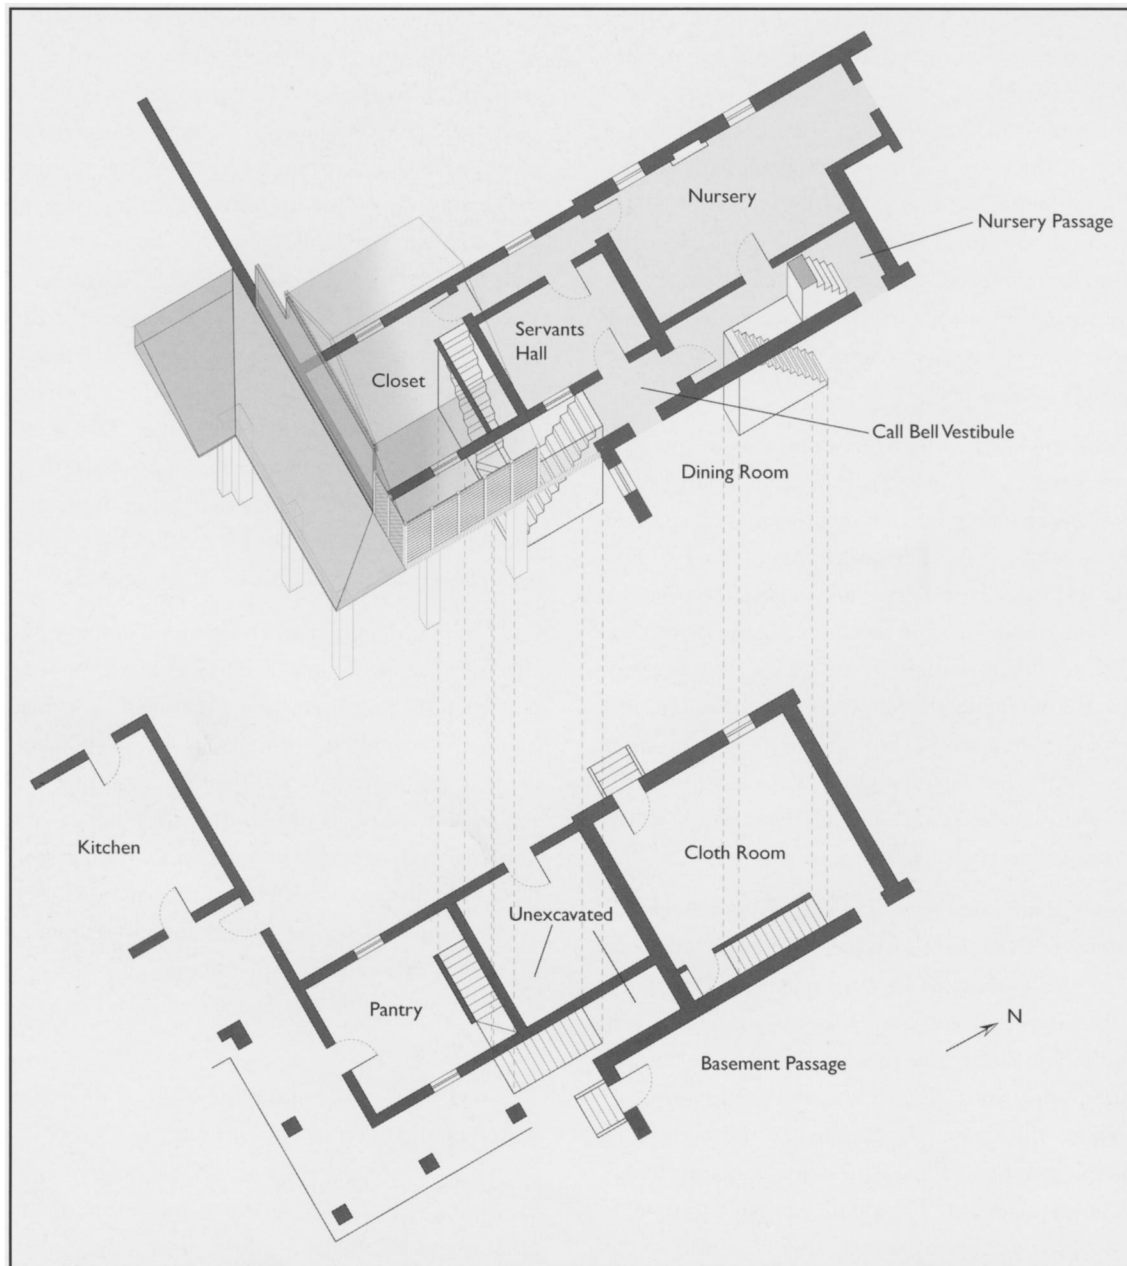 Nursery
Nursery Passage
Servants
Hall
Closet
Call Bell Vestibule
Dining Room
Kitchen
Cloth Room
Unexcavated
Pantry
N
Basement Passage